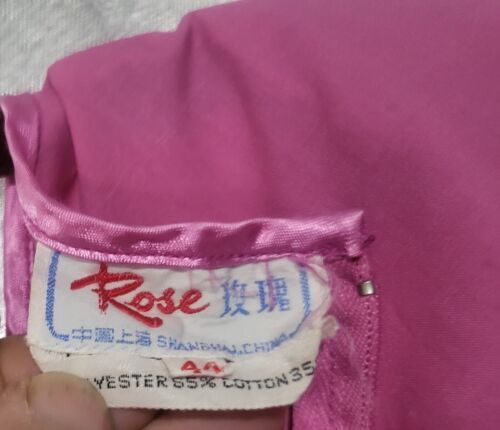 Rose 玫瑰
中國上海 SHANGHAI, CHINA
44
YESTER 65% COTTON 35